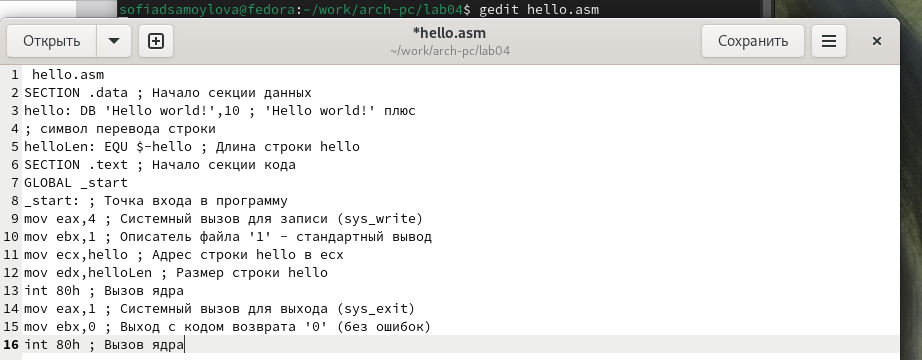 sofiadsamoylova@fedora:~/work/arch-pc/lab04$ gedit hello.asm
Открыть
*hello.asm
~/work/arch-pc/lab04
Сохранить
1 hello.asm
2 SECTION .data ; Начало секции данных
3 hello: DB 'Hello world!',10 ; 'Hello world!' плюс
4 ; символ перевода строки
5 helloLen: EQU $-hello ; Длина строки hello
6 SECTION .text ; Начало секции кода
7 GLOBAL _start
8 _start: ; Точка входа в программу
9 mov eax,4 ; Системный вызов для записи (sys_write)
10 mov ebx,1 ; Описатель файла '1' - стандартный вывод
11 mov ecx,hello ; Адрес строки hello в ecx
12 mov edx,helloLen ; Размер строки hello
13 int 80h ; Вызов ядра
14 mov eax,1 ; Системный вызов для выхода (sys_exit)
15 mov ebx,0 ; Выход с кодом возврата '0' (без ошибок)
16 int 80h ; Вызов ядра